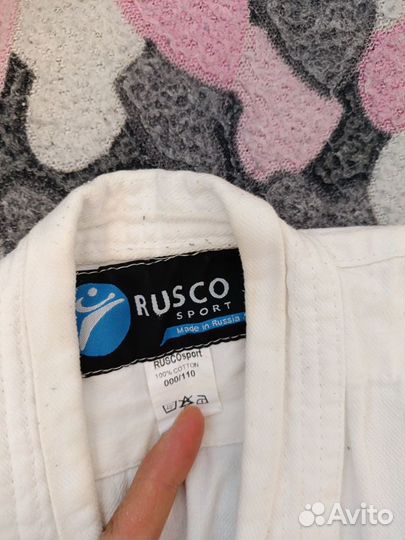 RUSCO
SPORT
Made in Russia
RUSCOsport
100% COTTON
000/110
Avito